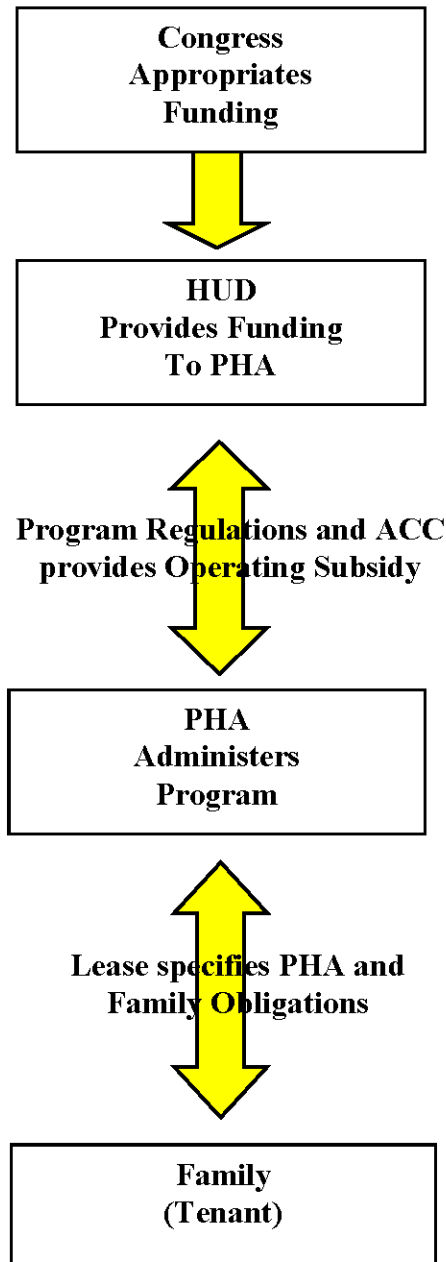 Congress
Appropriates
Funding
HUD
Provides Funding
To PHA
Program Regulations and ACC
provides Operating Subsidy
PHA
Administers
Program
Lease specifies PHA and
Family Obligations
Family
(Tenant)